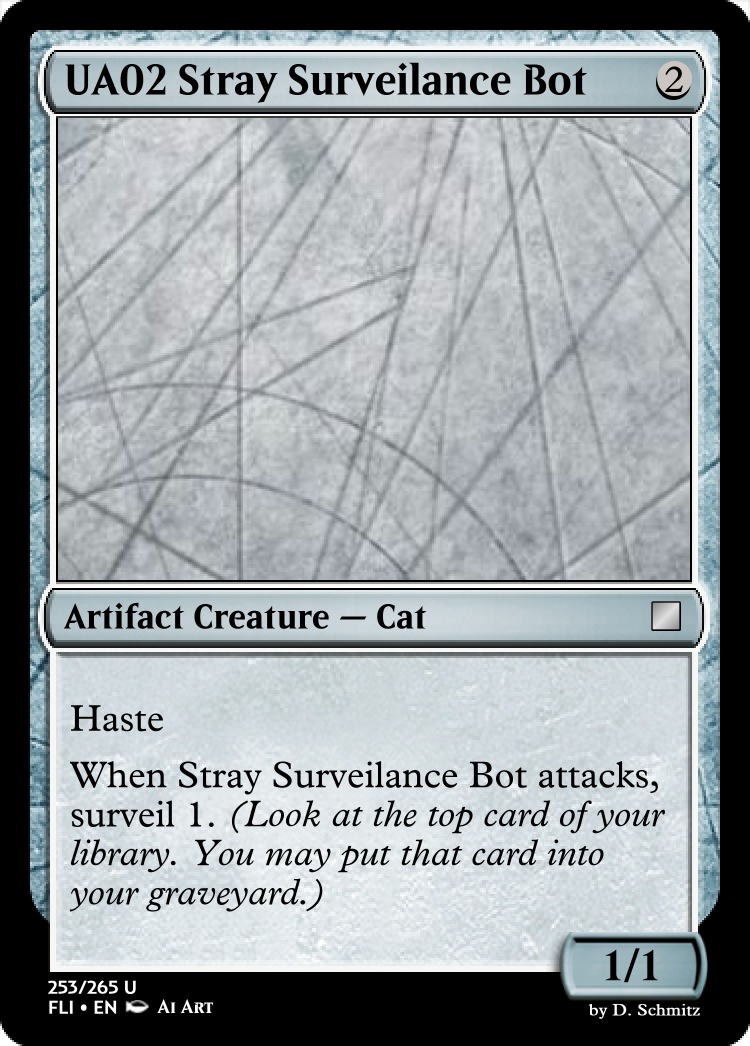 UA02 Stray Surveilance Bot 2
Artifact Creature — Cat
Haste
When Stray Surveilance Bot attacks,
surveil 1. (Look at the top card of your
library. You may put that card into
your graveyard.)
1/1
253/265 U
FLI • EN AI ART
by D. Schmitz